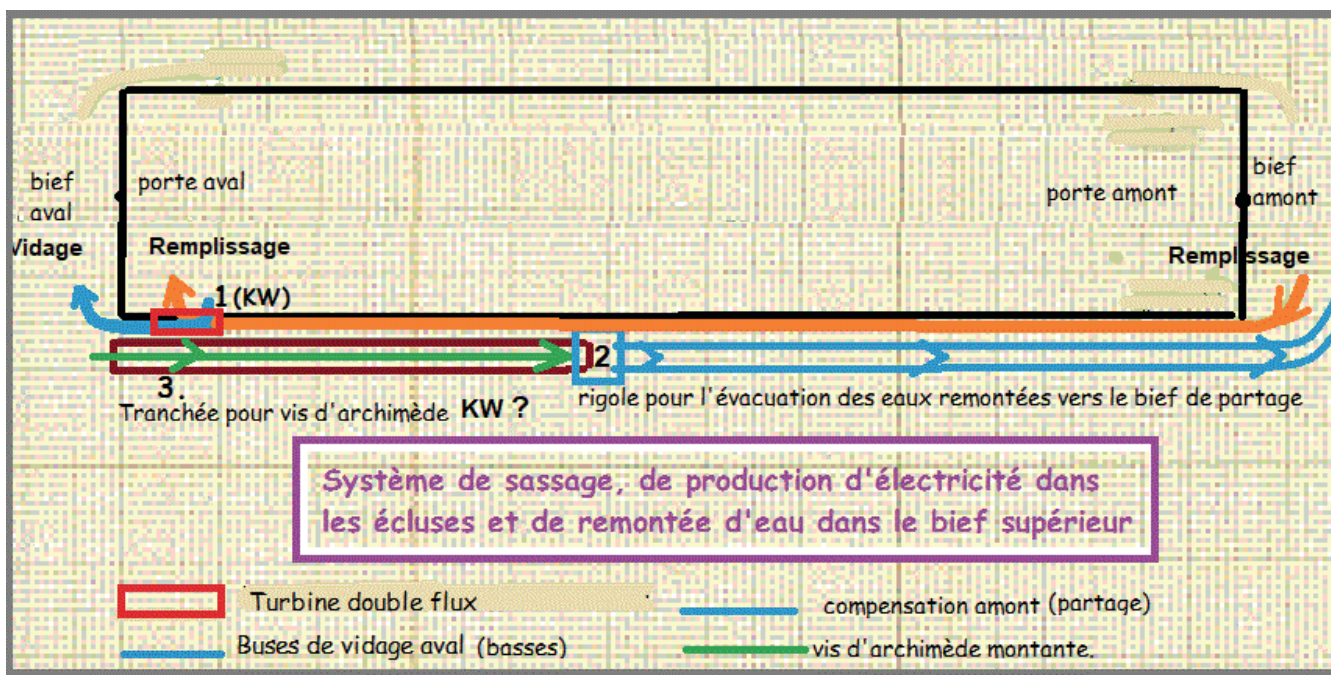 bief
aval
porte aval
porte amont
bief
amont
Vidage
Remplissage
Remplissage
1 (KW)
2
3.
Tranchée pour vis d'archimède KW ?
rigole pour l'évacuation des eaux remontées vers le bief de partage
Système de sassage, de production d'électricité dans
les écluses et de remontée d'eau dans le bief supérieur
Turbine double flux
compensation amont (partage)
Buses de vidage aval (basses)
vis d'archimède montante.